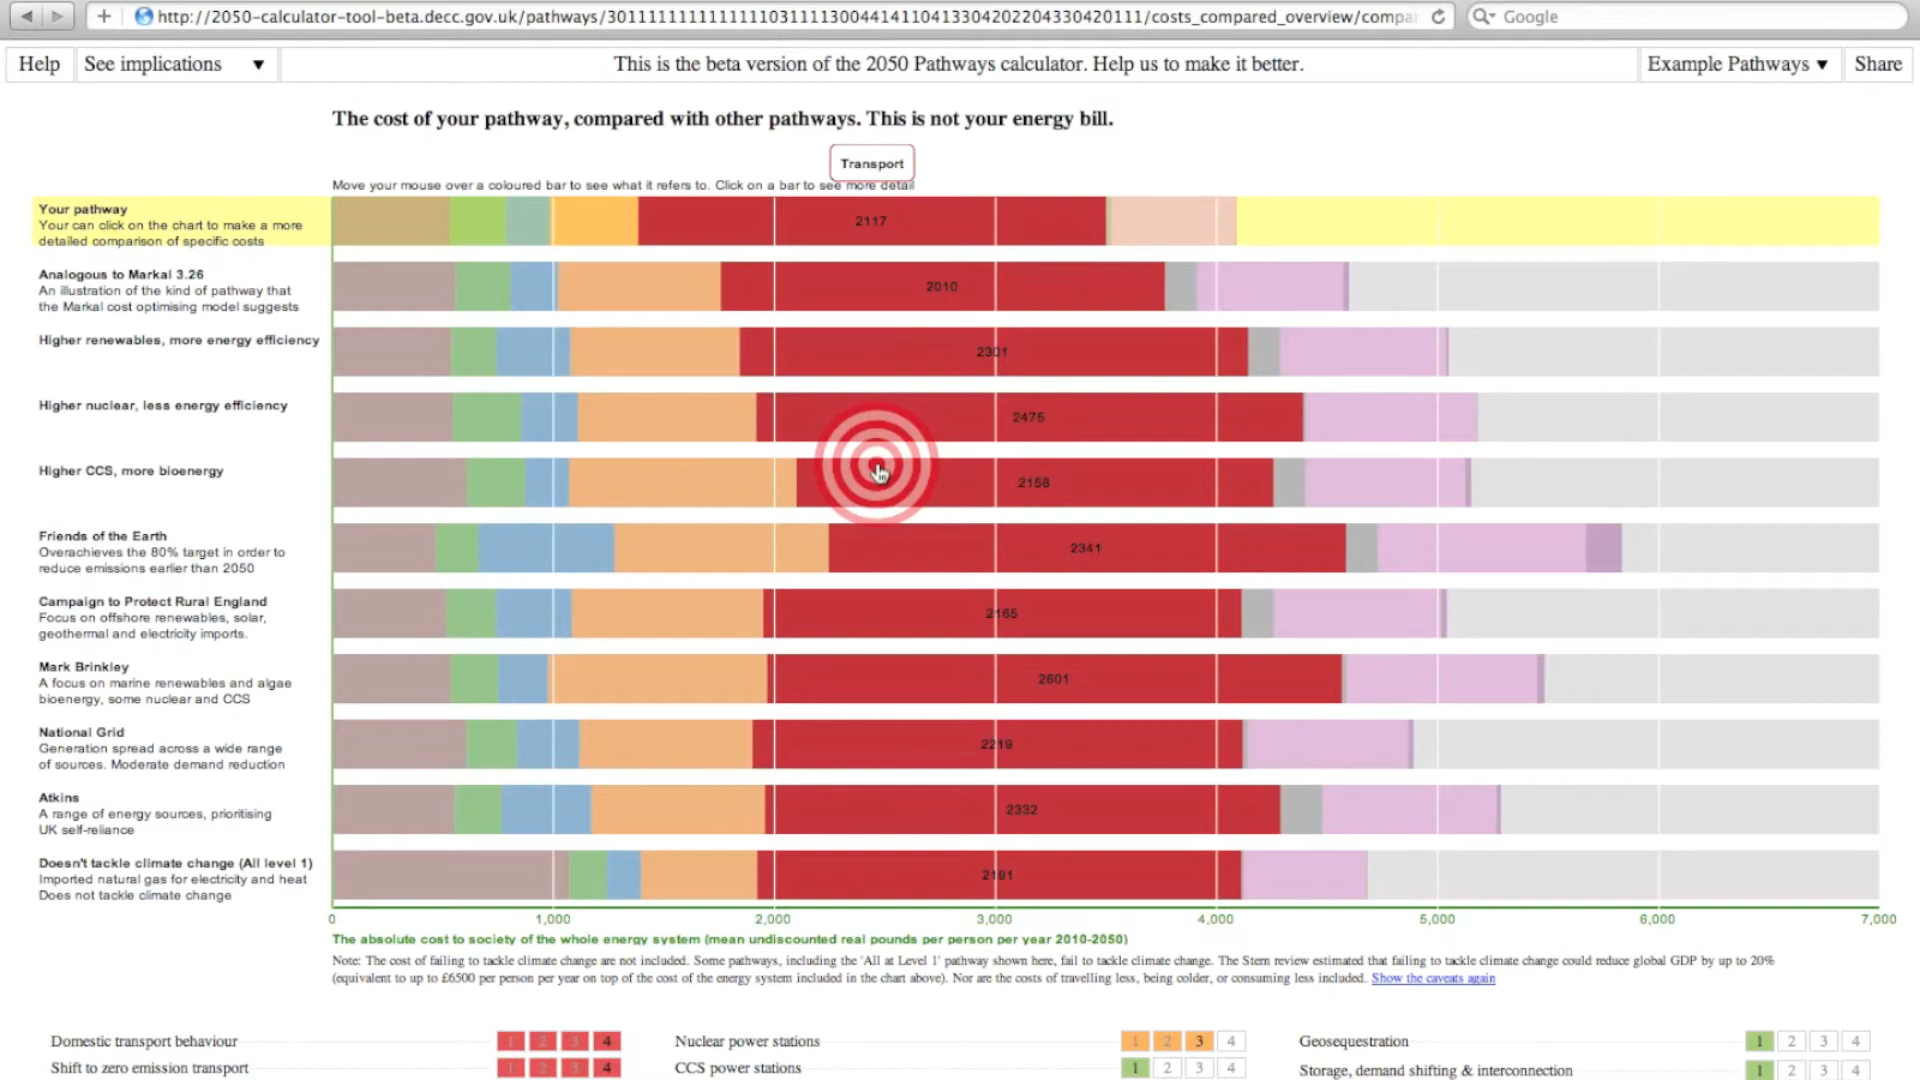 http://2050-calculator-tool-beta.decc.gov.uk/pathways/
Google
Help
See implications
This is the beta version of the 2050 Pathways calculator. Help us to make it better.
Example Pathways
Share
The cost of your pathway, compared with other pathways. This is not your energy bill.
Transport
Move your mouse over a coloured bar to see what it refers to. Click on a bar to see more detail
Your pathway
Your can click on the chart to make a more
detailed comparison of specific costs
2117
Analogous to Markal 3.26
An illustration of the kind of pathway that
the Markal cost optimising model suggests
2010
Higher renewables, more energy efficiency
2301
Higher nuclear, less energy efficiency
2475
Higher CCS, more bioenergy
2158
Friends of the Earth
Overachieves the 80% target in order to
reduce emissions earlier than 2050
2341
Campaign to Protect Rural England
Focus on offshore renewables, solar,
geothermal and electricity imports.
2165
Mark Brinkley
A focus on marine renewables and algae
bioenergy, some nuclear and CCS
2601
National Grid
Generation spread across a wide range
of sources. Moderate demand reduction
2219
Atkins
A range of energy sources, prioritising
UK self-reliance
2332
Doesn't tackle climate change (All level 1)
Imported natural gas for electricity and heat
Does not tackle climate change
2191
0 1,000 2,000 3,000 4,000 5,000 6,000 7,000
The absolute cost to society of the whole energy system (mean undiscounted real pounds per person per year 2010-2050)
Note: The cost of failing to tackle climate change are not included. Some pathways, including the 'All at Level 1' pathway shown here, fail to tackle climate change. The Stern review estimated that failing to tackle climate change could reduce global GDP by up to 20%
(equivalent to up to £6500 per person per year on top of the cost of the energy system included in the chart above). Nor are the costs of travelling less, being colder, or consuming less included. Show the caveats again
Domestic transport behaviour 1 2 3 4 Nuclear power stations 1 2 3 4 Geosequestration 1 2 3 4
Shift to zero emission transport 1 2 3 4 CCS power stations 1 2 3 4 Storage, demand shifting & interconnection 1 2 3 4